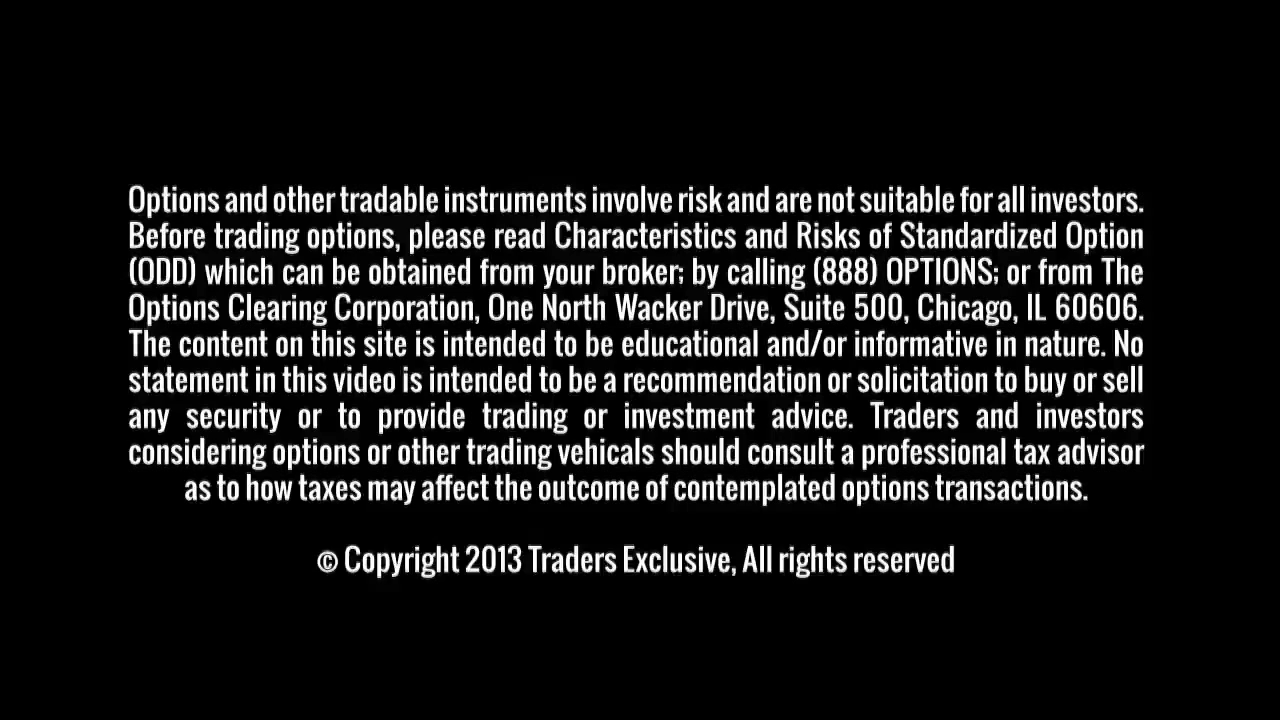 Options and other tradable instruments involve risk and are not suitable for all investors.
Before trading options, please read Characteristics and Risks of Standardized Option
(ODD) which can be obtained from your broker; by calling (888) OPTIONS; or from The
Options Clearing Corporation, One North Wacker Drive, Suite 500, Chicago, IL 60606.
The content on this site is intended to be educational and/or informative in nature. No
statement in this video is intended to be a recommendation or solicitation to buy or sell
any security or to provide trading or investment advice. Traders and investors
considering options or other trading vehicals should consult a professional tax advisor
as to how taxes may affect the outcome of contemplated options transactions.
© Copyright 2013 Traders Exclusive, All rights reserved